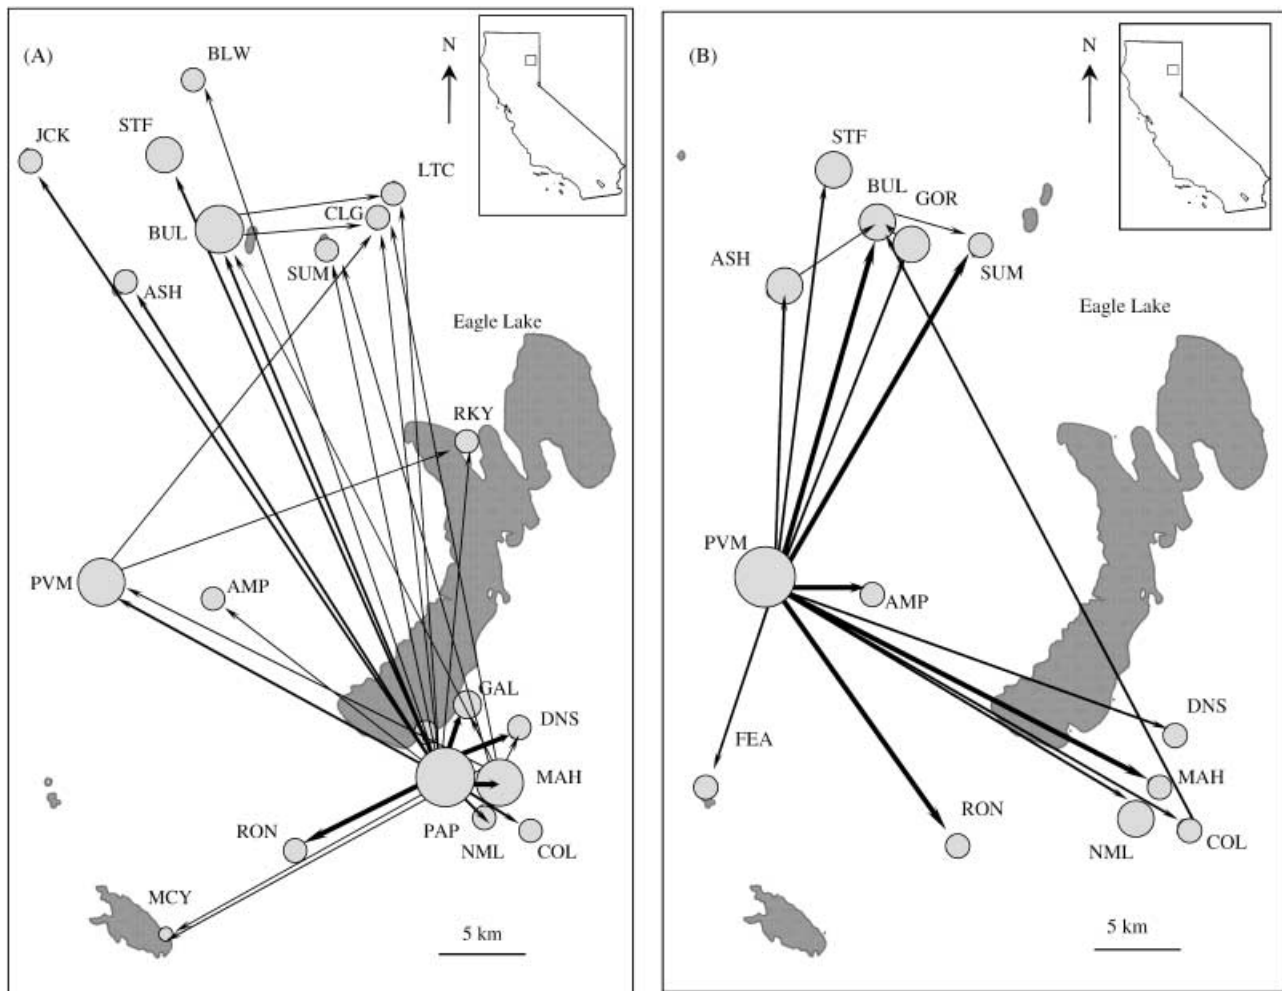 (A)
BLW
N
STF
JCK
LTC
CLG
BUL
SUM
ASH
Eagle Lake
RKY
PVM
AMP
GAL
DNS
MAH
RON
PAP
NML
COL
MCY
5 km
(B)
N
STF
BUL
GOR
ASH
SUM
Eagle Lake
PVM
AMP
DNS
FEA
MAH
RON
NML
COL
5 km